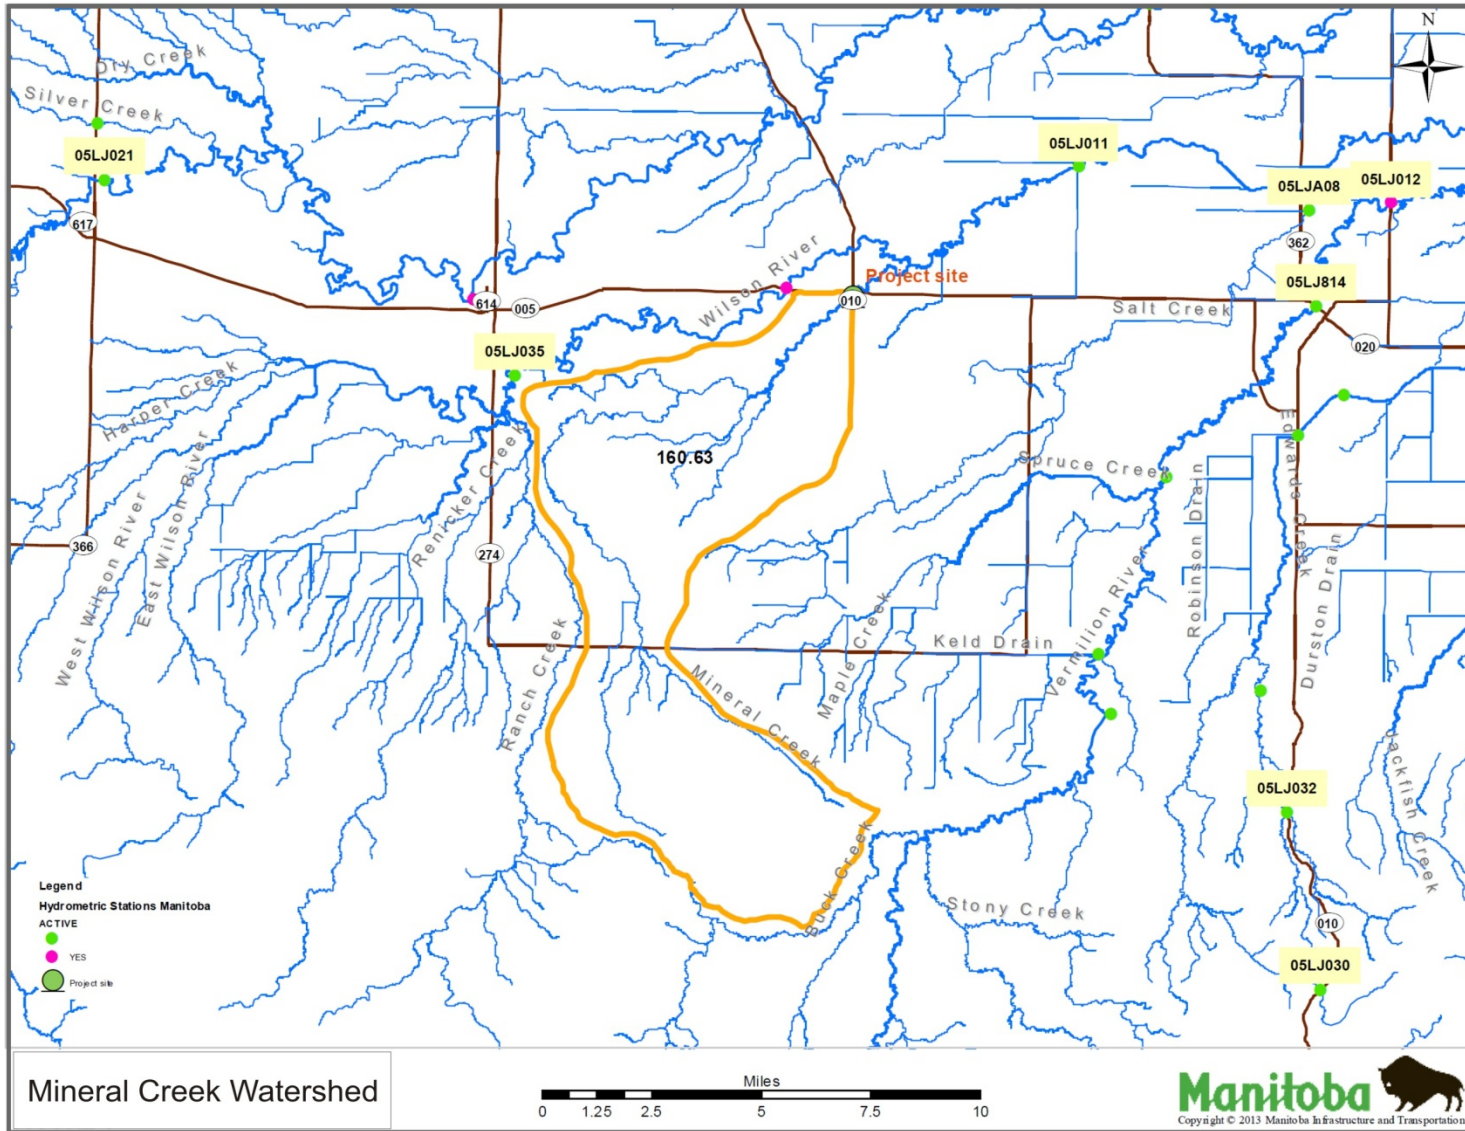 N
Dry Creek
Silver Creek
05LJ021
05LJ011
05LJA08
05LJ012
617
362
Wilson River
Project site
614
005
010
05LJ814
Salt Creek
020
05LJ035
Harper Creek
160.63
Renicker Creek
Spruce Creek
Edwards Creek
366
West Wilson River
East Wilson River
274
Robinson Drain
Durston Drain
Vermilion River
Keld Drain
Maple Creek
Ranch Creek
Mineral Creek
Jackfish Creek
05LJ032
Buck Creek
Stony Creek
010
05LJ030
Legend
Hydrometric Stations Manitoba
ACTIVE
YES
Project site
Mineral Creek Watershed
Miles
0 1.25 2.5 5 7.5 10
Manitoba
Copyright © 2013 Manitoba Infrastructure and Transportation